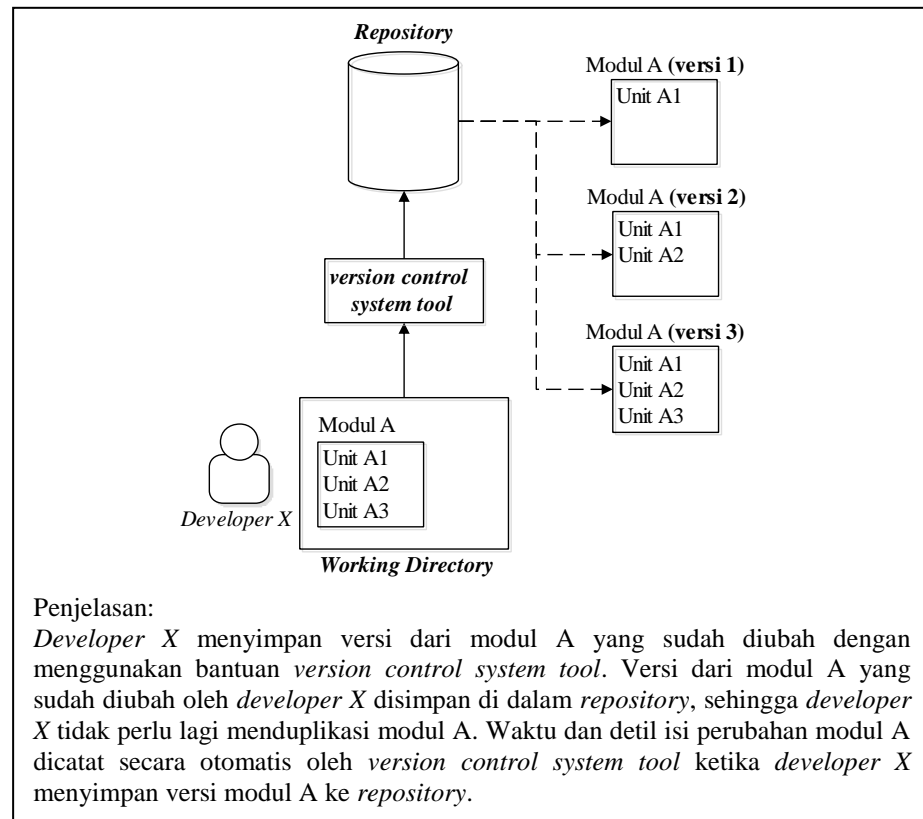 Repository
Modul A (versi 1)
Unit A1
Modul A (versi 2)
Unit A1
Unit A2
version control
system tool
Modul A (versi 3)
Unit A1
Unit A2
Unit A3
Modul A
Unit A1
Unit A2
Unit A3
Developer X
Working Directory
Penjelasan:
Developer X menyimpan versi dari modul A yang sudah diubah dengan
menggunakan bantuan version control system tool. Versi dari modul A yang
sudah diubah oleh developer X disimpan di dalam repository, sehingga developer
X tidak perlu lagi menduplikasi modul A. Waktu dan detil isi perubahan modul A
dicatat secara otomatis oleh version control system tool ketika developer X
menyimpan versi modul A ke repository.